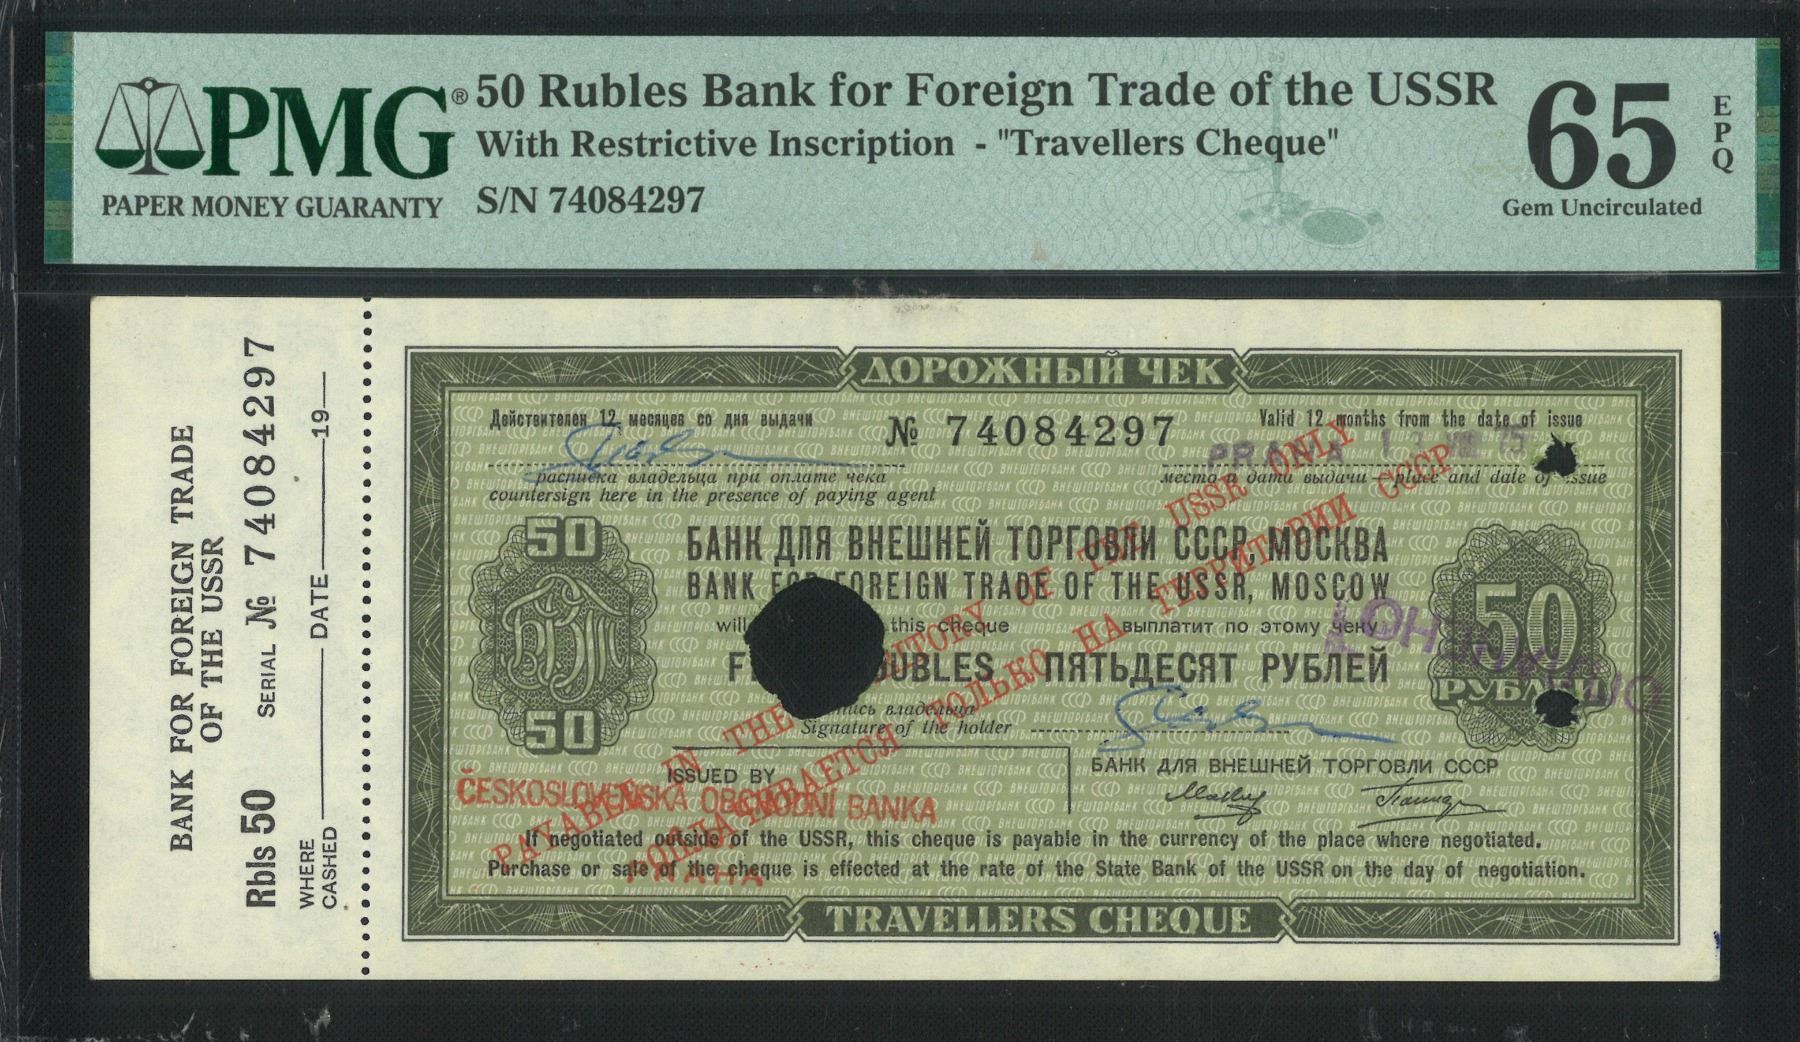 PMG®
PAPER MONEY GUARANTY
50 Rubles Bank for Foreign Trade of the USSR
With Restrictive Inscription - "Travellers Cheque"
S/N 74084297
65
EPQ
Gem Uncirculated
BANK FOR FOREIGN TRADE
OF THE USSR
SERIAL № 74084297
Rbls 50
WHERE
CASHED
DATE 19
ДОРОЖНЫЙ ЧЕК
Действителен 12 месяцев со дня выдачи
№ 74084297
Valid 12 months from the date of issue
PRAHA
расписка владельца при оплате чека
countersign here in the presence of paying agent
место и дата выдачи — place and date of issue
50
БАНК ДЛЯ ВНЕШНЕЙ ТОРГОВЛИ СССР, МОСКВА
BANK FOR FOREIGN TRADE OF THE USSR, MOSCOW
will this cheque
выплатит по этому чеку
ROUBLES ПЯТЬДЕСЯТ РУБЛЕЙ
50
РУБЛЕЙ
50
владельца
Signature of the holder
PAYABLE IN THE TERRITORY OF THE USSR ONLY
ТОЛЬКО НА ТЕРРИТОРИИ СССР
ISSUED BY
ČESKOSLOVENSKÁ OBCHODNÍ BANKA
БАНК ДЛЯ ВНЕШНЕЙ ТОРГОВЛИ СССР
If negotiated outside of the USSR, this cheque is payable in the currency of the place where negotiated.
Purchase or sale of the cheque is effected at the rate of the State Bank of the USSR on the day of negotiation.
TRAVELLERS CHEQUE